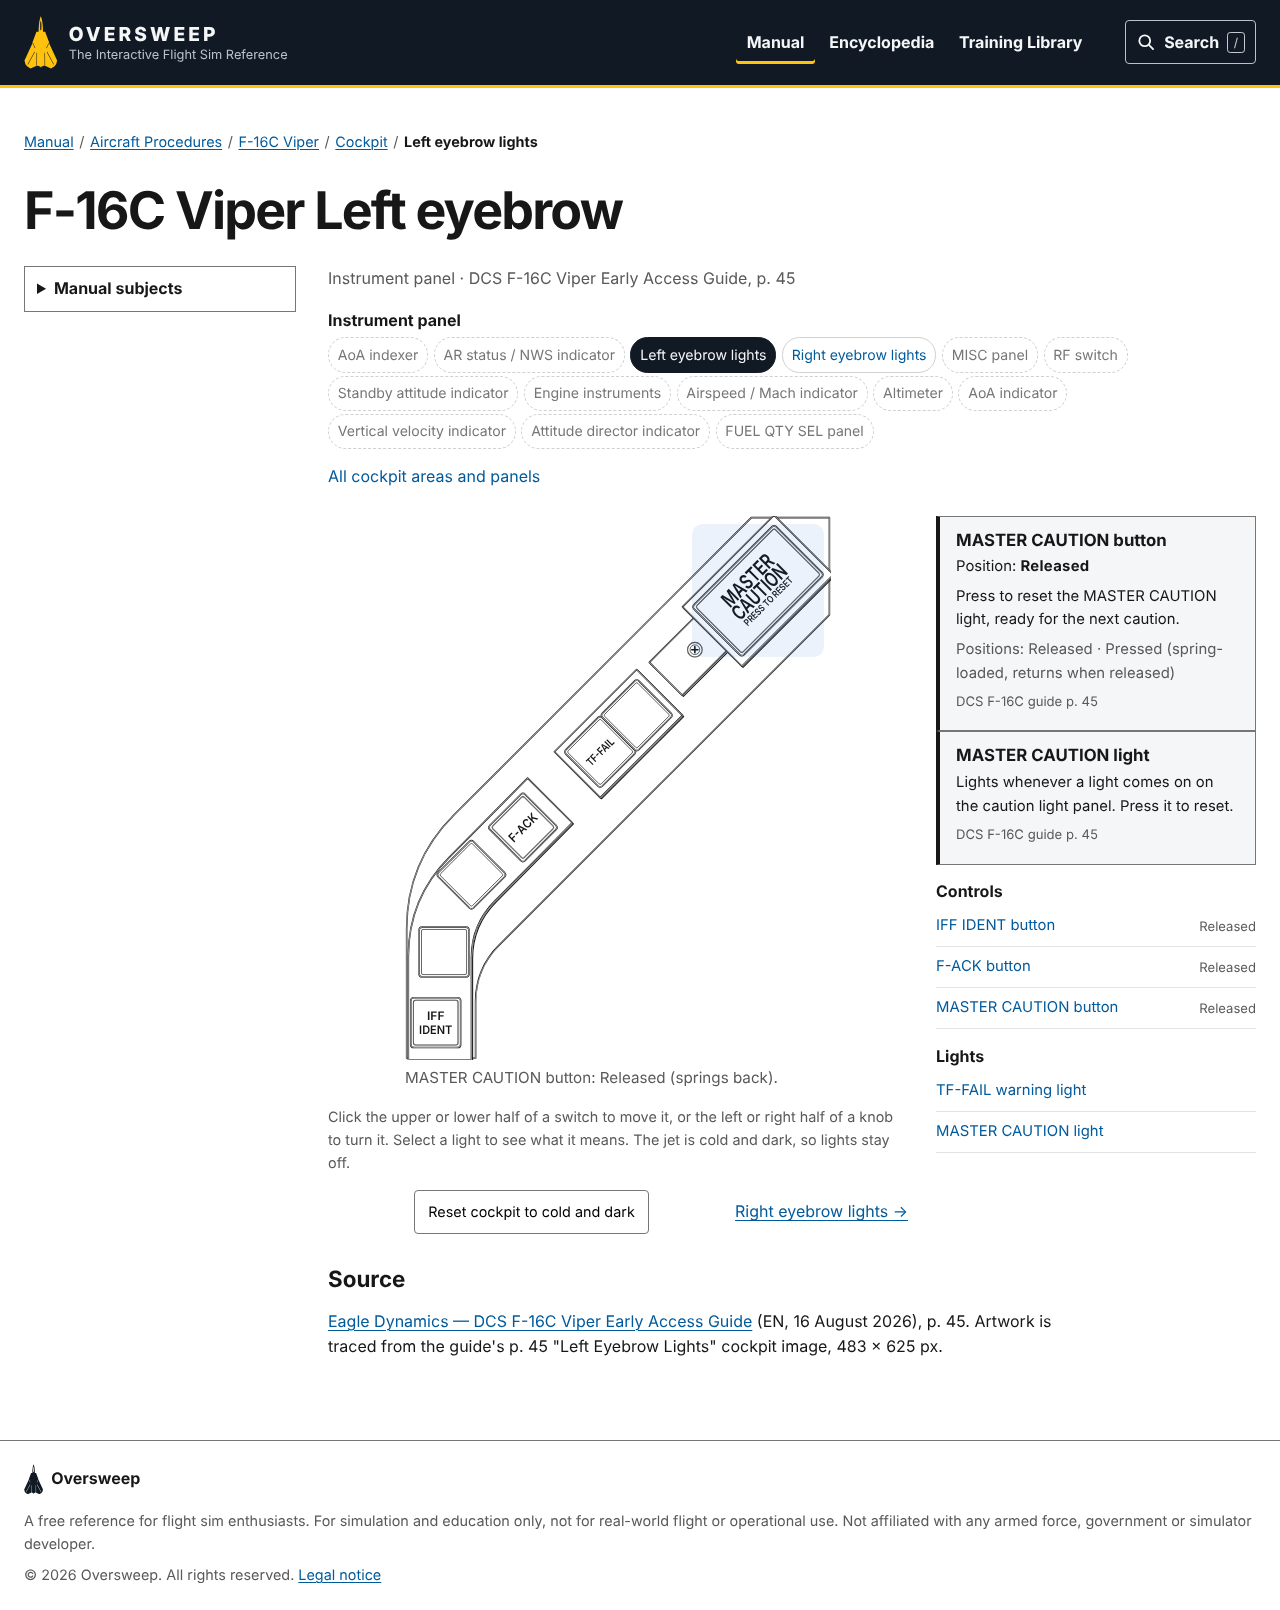 OVERSWEEP
The Interactive Flight Sim Reference
Manual
Encyclopedia
Training Library
Search /
Manual / Aircraft Procedures / F-16C Viper / Cockpit / Left eyebrow lights
F-16C Viper Left eyebrow
▶ Manual subjects
Instrument panel · DCS F-16C Viper Early Access Guide, p. 45
Instrument panel
AoA indexer
AR status / NWS indicator
Left eyebrow lights
Right eyebrow lights
MISC panel
RF switch
Standby attitude indicator
Engine instruments
Airspeed / Mach indicator
Altimeter
AoA indicator
Vertical velocity indicator
Attitude director indicator
FUEL QTY SEL panel
All cockpit areas and panels
MASTER
CAUTION
PRESS TO RESET
TF-FAIL
F-ACK
IFF
IDENT
MASTER CAUTION button: Released (springs back).
Click the upper or lower half of a switch to move it, or the left or right half of a knob
to turn it. Select a light to see what it means. The jet is cold and dark, so lights stay
off.
Reset cockpit to cold and dark
Right eyebrow lights →
MASTER CAUTION button
Position: Released
Press to reset the MASTER CAUTION
light, ready for the next caution.
Positions: Released · Pressed (spring-
loaded, returns when released)
DCS F-16C guide p. 45
MASTER CAUTION light
Lights whenever a light comes on on
the caution light panel. Press it to reset.
DCS F-16C guide p. 45
Controls
IFF IDENT button Released
F-ACK button Released
MASTER CAUTION button Released
Lights
TF-FAIL warning light
MASTER CAUTION light
Source
Eagle Dynamics — DCS F-16C Viper Early Access Guide (EN, 16 August 2026), p. 45. Artwork is
traced from the guide's p. 45 "Left Eyebrow Lights" cockpit image, 483 × 625 px.
Oversweep
A free reference for flight sim enthusiasts. For simulation and education only, not for real-world flight or operational use. Not affiliated with any armed force, government or simulator
developer.
© 2026 Oversweep. All rights reserved. Legal notice